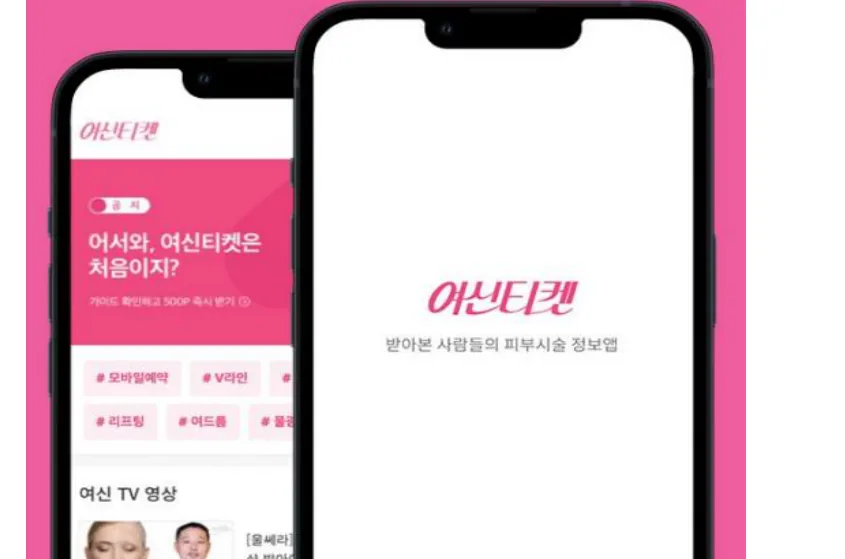 여신티켓
공지
어서와, 여신티켓은
처음이지?
가이드 확인하고 500P 즉시 받기
# 모바일예약 # V라인 #
# 리프팅 # 여드름 # 물광
여신 TV 영상
[울쎄라]
여신티켓
받아본 사람들의 피부시술 정보앱